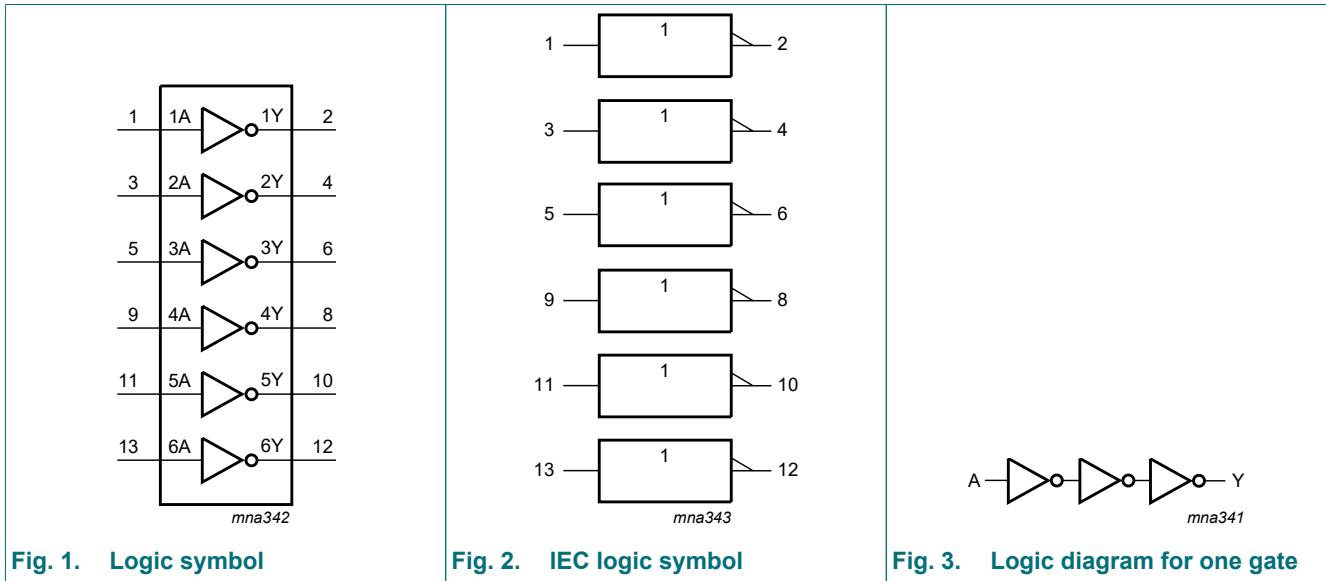 1 1A 1Y 2
3 2A 2Y 4
5 3A 3Y 6
9 4A 4Y 8
11 5A 5Y 10
13 6A 6Y 12
mna342
Fig. 1. Logic symbol
1 1 2
3 1 4
5 1 6
9 1 8
11 1 10
13 1 12
mna343
Fig. 2. IEC logic symbol
A Y
mna341
Fig. 3. Logic diagram for one gate